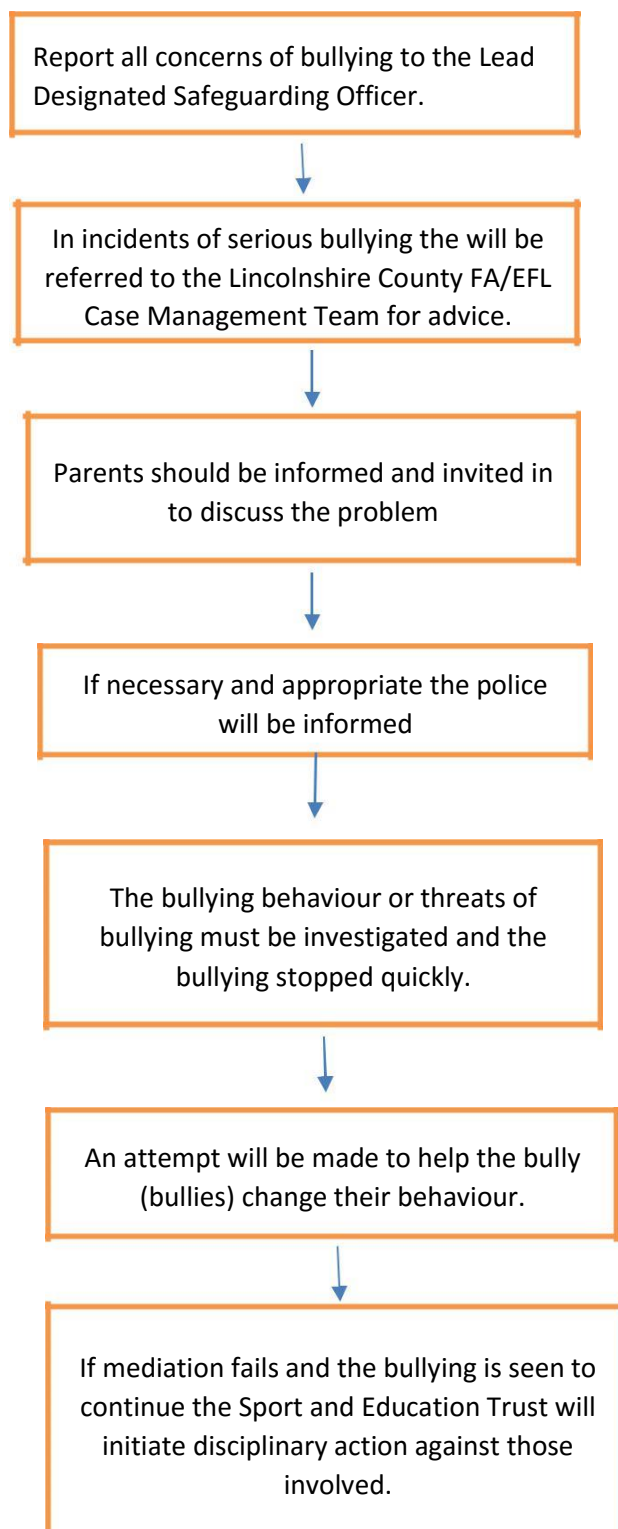 Report all concerns of bullying to the Lead
Designated Safeguarding Officer.
In incidents of serious bullying the will be
referred to the Lincolnshire County FA/EFL
Case Management Team for advice.
Parents should be informed and invited in
to discuss the problem
If necessary and appropriate the police
will be informed
The bullying behaviour or threats of
bullying must be investigated and the
bullying stopped quickly.
An attempt will be made to help the bully
(bullies) change their behaviour.
If mediation fails and the bullying is seen to
continue the Sport and Education Trust will
initiate disciplinary action against those
involved.